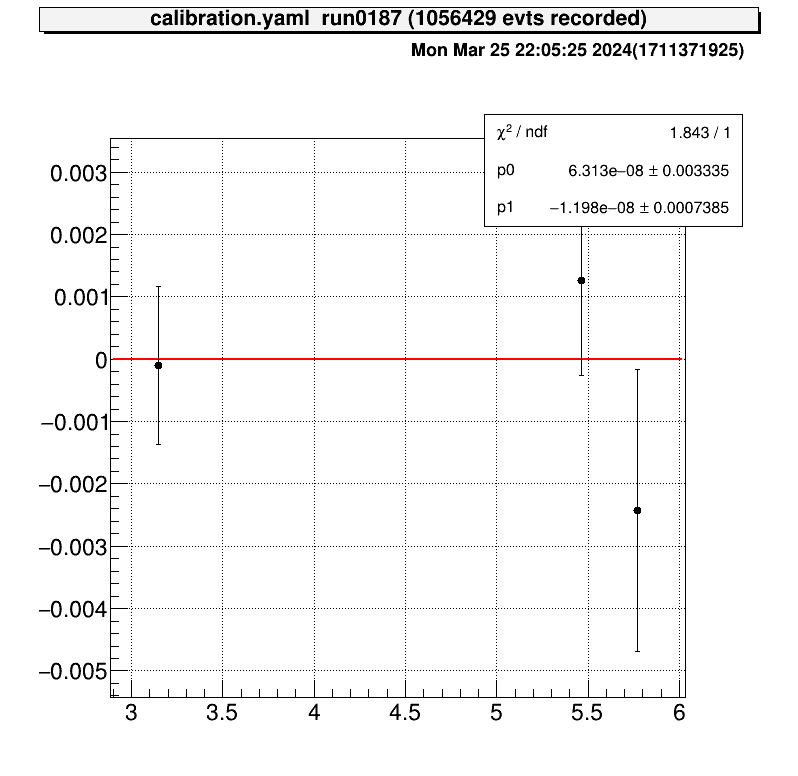 calibration.yaml run0187 (1056429 evts recorded)
Mon Mar 25 22:05:25 2024(1711371925)
χ² / ndf 1.843 / 1
p0 6.313e−08 ± 0.003335
p1 −1.198e−08 ± 0.0007385
0.003
0.002
0.001
0
−0.001
−0.002
−0.003
−0.004
−0.005
3 3.5 4 4.5 5 5.5 6